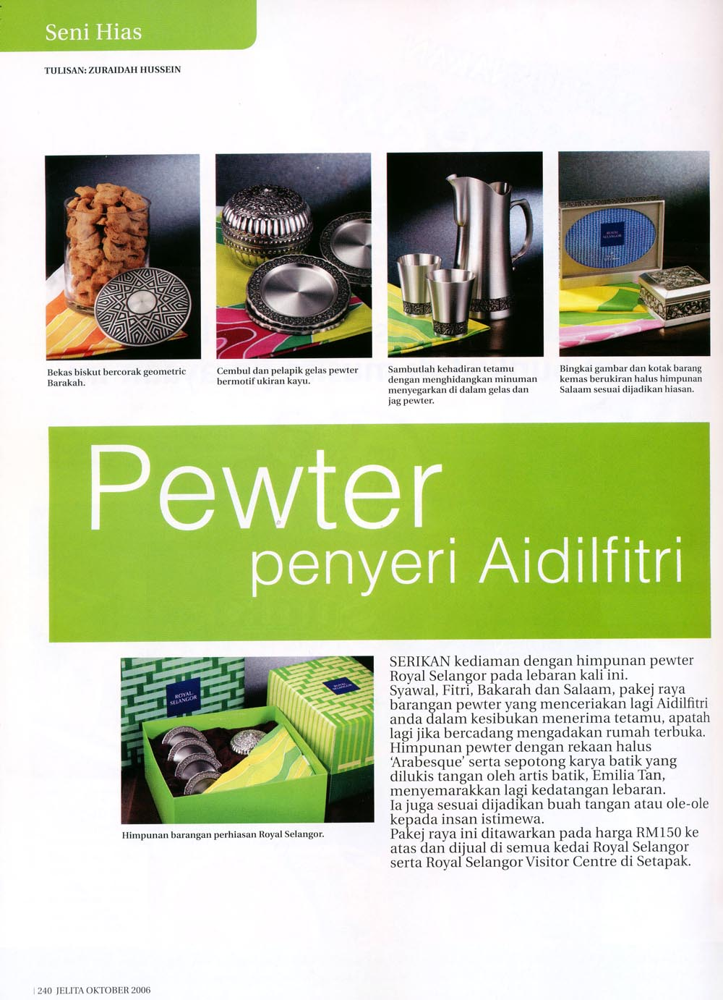 Seni Hias
TULISAN: ZURAIDAH HUSSEIN
ROYAL
SELANGOR
Bekas biskut bercorak geometric
Barakah.
Cembul dan pelapik gelas pewter
bermotif ukiran kayu.
Sambutlah kehadiran tetamu
dengan menghidangkan minuman
menyegarkan di dalam gelas dan
jag pewter.
Bingkai gambar dan kotak barang
kemas berukiran halus himpunan
Salaam sesuai dijadikan hiasan.
Pewter
penyeri Aidilfitri
ROYAL
SELANGOR
ROYAL
SELANGOR
Himpunan barangan perhiasan Royal Selangor.
SERIKAN kediaman dengan himpunan pewter
Royal Selangor pada lebaran kali ini.
Syawal, Fitri, Bakarah dan Salaam, pakej raya
barangan pewter yang menceriakan lagi Aidilfitri
anda dalam kesibukan menerima tetamu, apatah
lagi jika bercadang mengadakan rumah terbuka.
Himpunan pewter dengan rekaan halus
‘Arabesque’ serta sepotong karya batik yang
dilukis tangan oleh artis batik, Emilia Tan,
menyemarakkan lagi kedatangan lebaran.
Ia juga sesuai dijadikan buah tangan atau ole-ole
kepada insan istimewa.
Pakej raya ini ditawarkan pada harga RM150 ke
atas dan dijual di semua kedai Royal Selangor
serta Royal Selangor Visitor Centre di Setapak.
| 240 JELITA OKTOBER 2006